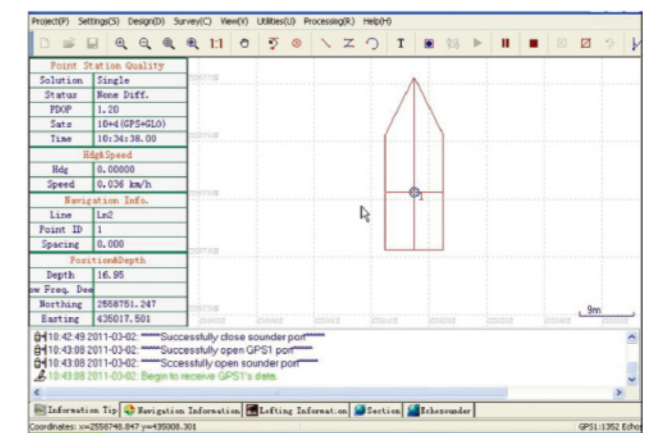 Project(P) Settings(S) Design(D) Survey(C) View(V) Utilities(U) Processing(R) Help(H)
1:1 T
Point Station Quality
Solution Single
Status None Diff.
PDOP 1.20
Sats 10+4(GPS+GLO)
Time 10:34:38.00
Hdg&Speed
Hdg 0.00000
Speed 0.036 km/h
Navigation Info.
Line Ln2
Point ID 1
Spacing 0.000
Position&Depth
Depth 16.95
ow Freq. Dee
Northing 2558751.247
Easting 435017.501
1
9m
10:42:49 2011-03-02: *****Successfully close sounder port*****
10:43:08 2011-03-02: *****Successfully open GPS1 port*****
10:43:08 2011-03-02: *****Sccessfully open sounder port*****
10:43:08 2011-03-02: Begin to receive GPS1's data.
Information Tip Navigation Information Lofting Informat:on Section Echosounder
Coordinates: x=2558748.847 y=435008.301 GPS1:1352 Echos